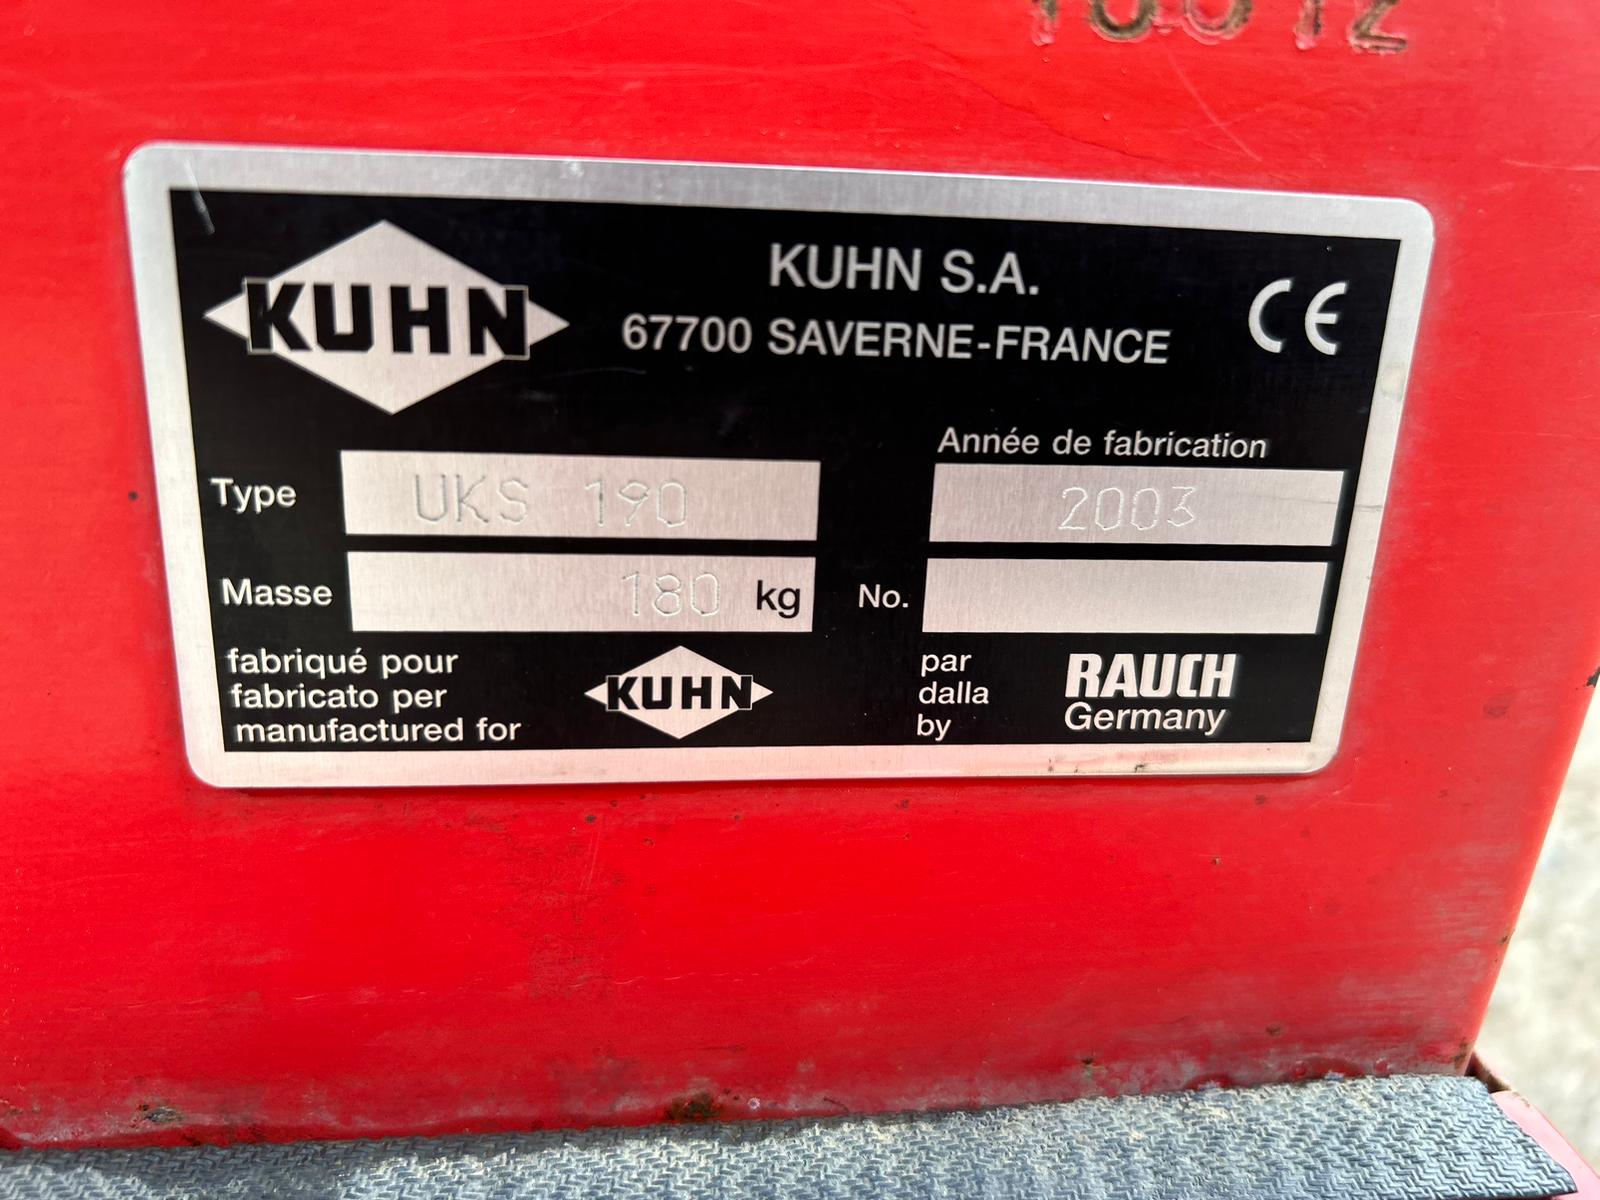 KUHN
KUHN S.A.
67700 SAVERNE-FRANCE
CE
Type UKS 190
Année de fabrication
2003
Masse 180 kg
No.
fabriqué pour
fabricato per
manufactured for
KUHN
par
dalla
by
RAUCH
Germany